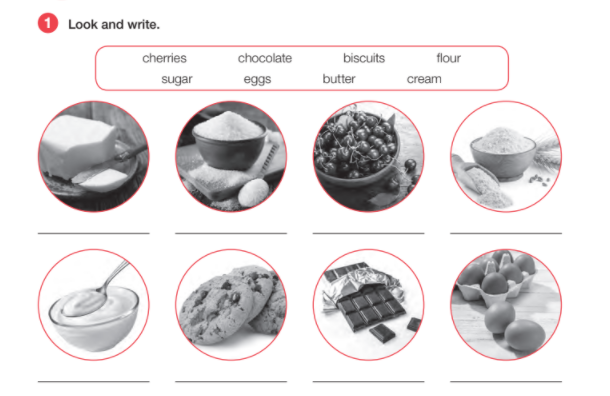 1 Look and write.
cherries chocolate biscuits flour
sugar eggs butter cream